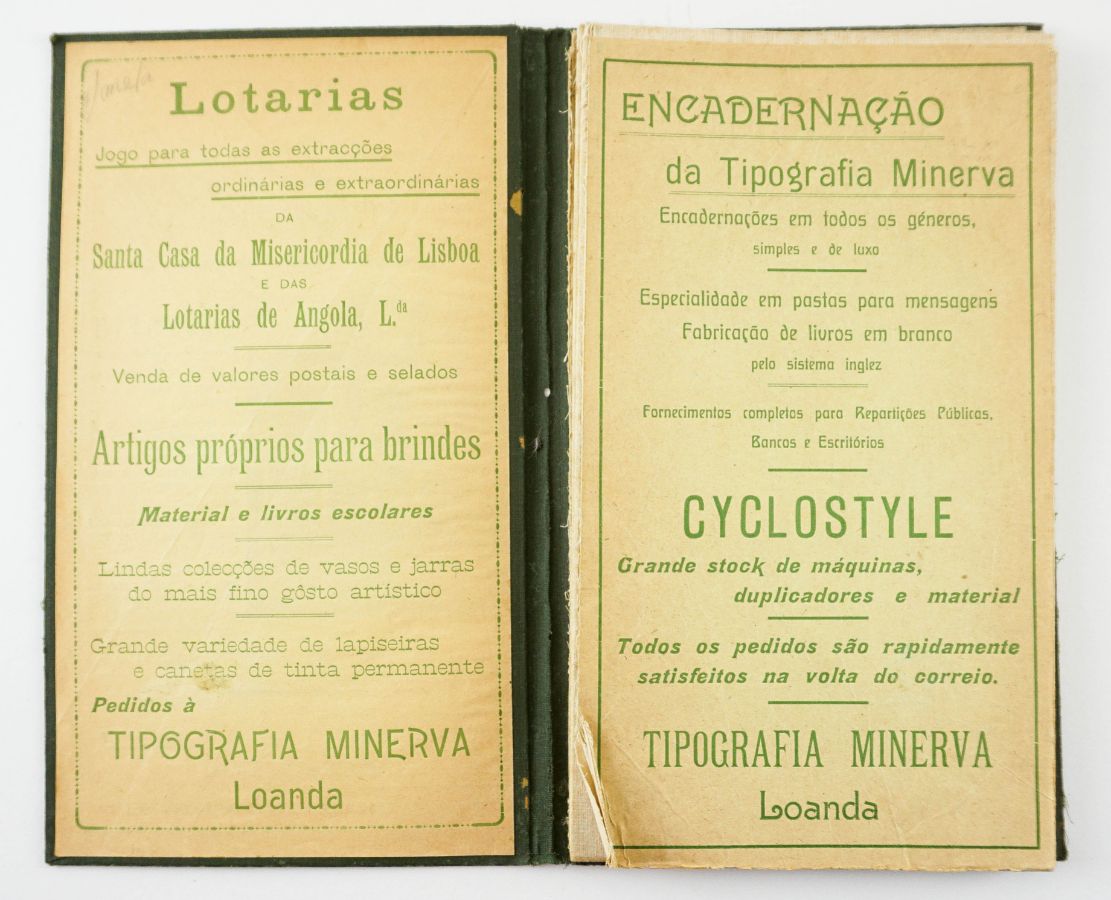 Lotarias
Jogo para todas as extracções
ordinárias e extraordinárias
DA
Santa Casa da Misericordia de Lisboa
E DAS
Lotarias de Angola, L.da
Venda de valores postais e selados
Artigos próprios para brindes
Material e livros escolares
Lindas colecções de vasos e jarras
do mais fino gôsto artístico
Grande variedade de lapiseiras
e canetas de tinta permanente
Pedidos à
TIPOGRAFIA MINERVA
Loanda
ENCADERNAÇÃO
da Tipografia Minerva
Encadernações em todos os géneros,
simples e de luxo
Especialidade em pastas para mensagens
Fabricação de livros em branco
pelo sistema inglez
Fornecimentos completos para Repartições Públicas,
Bancos e Escritórios
CYCLOSTYLE
Grande stock de máquinas,
duplicadores e material
Todos os pedidos são rapidamente
satisfeitos na volta do correio.
TIPOGRAFIA MINERVA
Loanda